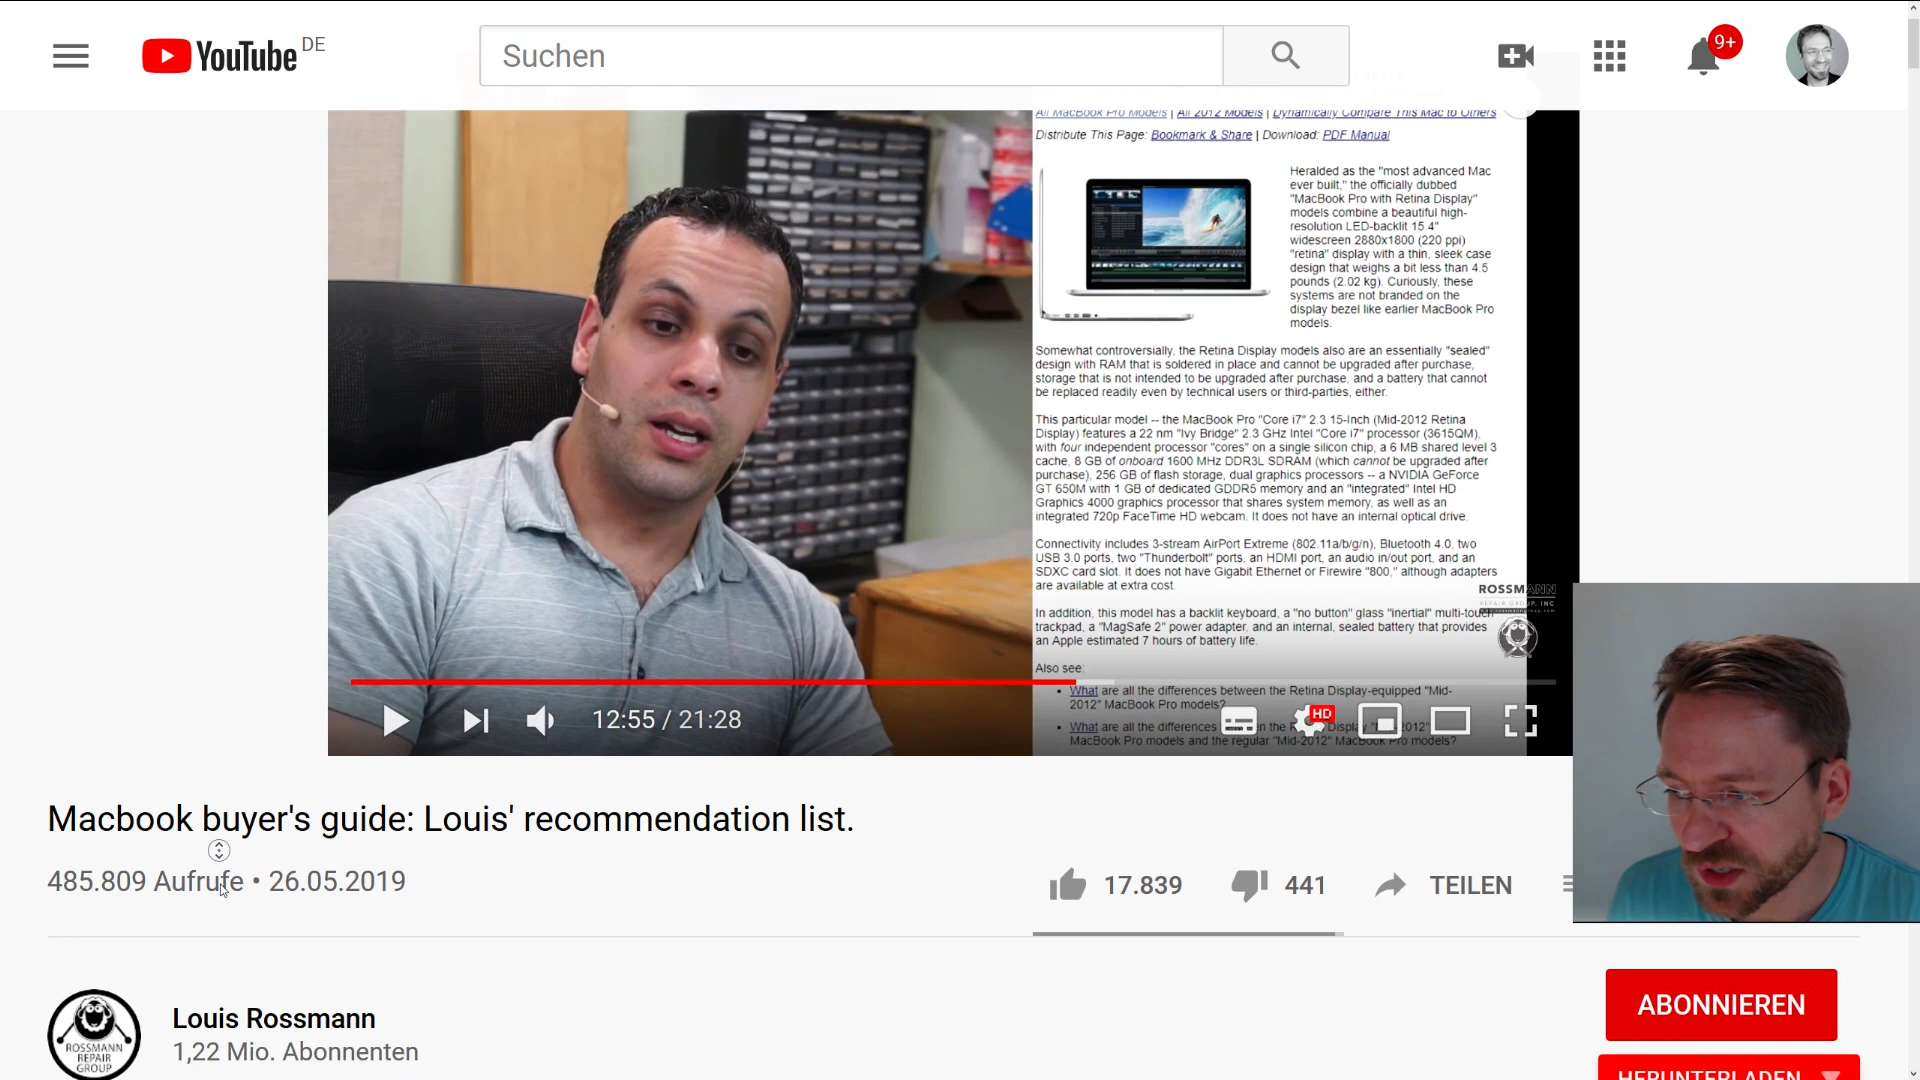 YouTube DE
Suchen
9+
All MacBook Pro Models | All 2012 Models | Dynamically Compare This Mac to Others
Distribute This Page: Bookmark & Share | Download: PDF Manual
Heralded as the "most advanced Mac
ever built," the officially dubbed
"MacBook Pro with Retina Display"
models combine a beautiful high-
resolution LED-backlit 15.4"
widescreen 2880x1800 (220 ppi)
"retina" display with a thin, sleek case
design that weighs a bit less than 4.5
pounds (2.02 kg). Curiously, these
systems are not branded on the
display bezel like earlier MacBook Pro
models.
Somewhat controversially, the Retina Display models also are an essentially "sealed"
design with RAM that is soldered in place and cannot be upgraded after purchase,
storage that is not intended to be upgraded after purchase, and a battery that cannot
be replaced readily even by technical users or third-parties, either.
This particular model -- the MacBook Pro "Core i7" 2.3 15-Inch (Mid-2012 Retina
Display) features a 22 nm "Ivy Bridge" 2.3 GHz Intel "Core i7" processor (3615QM),
with four independent processor "cores" on a single silicon chip, a 6 MB shared level 3
cache, 8 GB of onboard 1600 MHz DDR3L SDRAM (which cannot be upgraded after
purchase), 256 GB of flash storage, dual graphics processors -- a NVIDIA GeForce
GT 650M with 1 GB of dedicated GDDR5 memory and an "integrated" Intel HD
Graphics 4000 graphics processor that shares system memory, as well as an
integrated 720p FaceTime HD webcam. It does not have an internal optical drive.
Connectivity includes 3-stream AirPort Extreme (802.11a/b/g/n), Bluetooth 4.0, two
USB 3.0 ports, two "Thunderbolt" ports, an HDMI port, an audio in/out port, and an
SDXC card slot. It does not have Gigabit Ethernet or Firewire "800," although adapters
are available at extra cost.
ROSSMANN
REPAIR GROUP, INC
In addition, this model has a backlit keyboard, a "no button" glass "inertial" multi-touch
trackpad, a "MagSafe 2" power adapter, and an internal, sealed battery that provides
an Apple estimated 7 hours of battery life.
Also see:
• What are all the differences between the Retina Display-equipped "Mid-
2012" MacBook Pro models?
• What are all the differences
MacBook Pro models and the regular "Mid-2012" MacBook Pro models?
12:55 / 21:28
HD
Macbook buyer's guide: Louis' recommendation list.
485.809 Aufrufe • 26.05.2019
17.839
441
TEILEN
ROSSMANN
REPAIR
GROUP
Louis Rossmann
1,22 Mio. Abonnenten
ABONNIEREN
HERUNTERLADEN